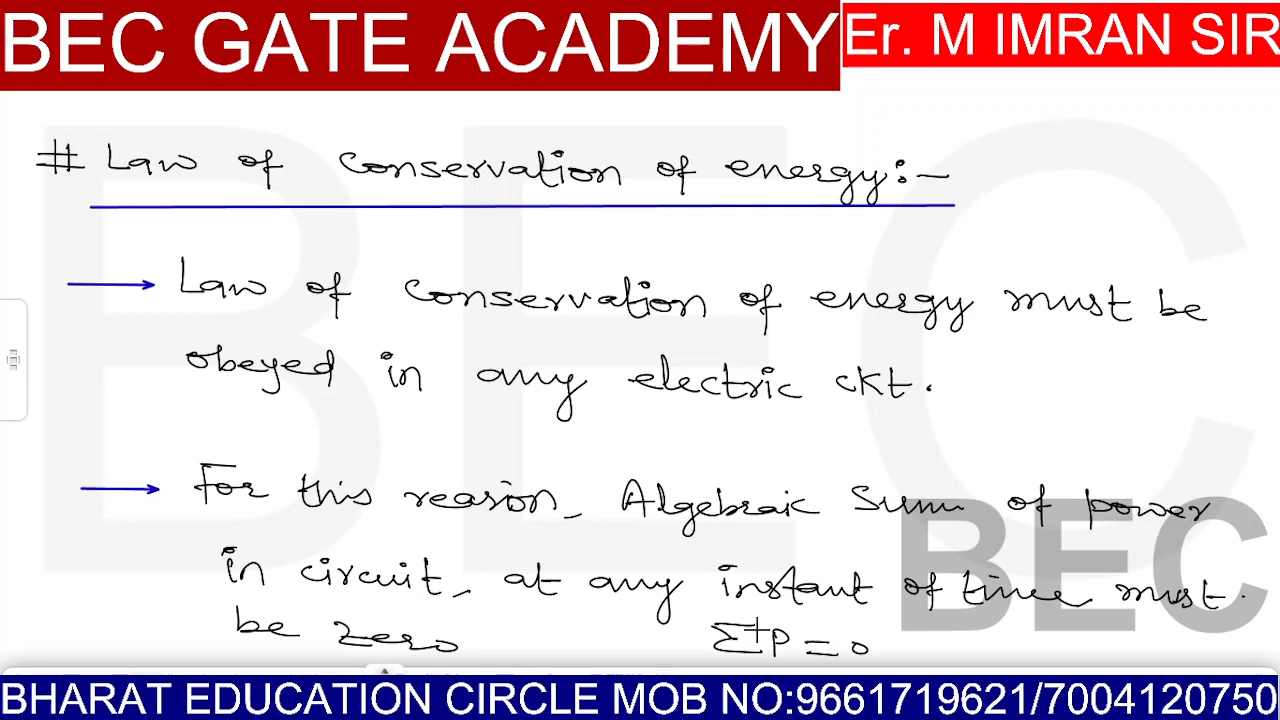 BEC GATE ACADEMY Er. M IMRAN SIR
# Law of conservation of energy:-
→ Law of conservation of energy must be
obeyed in any electric ckt.
→ For this reason, Algebraic Sum of power
in circuit, at any instant of time must.
be zero Σ+P = 0
BEC
BEC
BHARAT EDUCATION CIRCLE MOB NO:9661719621/7004120750